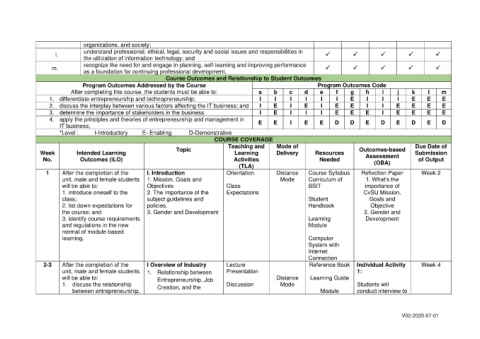 organizations, and society;
l. understand professional, ethical, legal, security and social issues and responsibilities in the utilization of information technology; and ✓ ✓ ✓ ✓ ✓
m. recognize the need for and engage in planning, self-learning and improving performance as a foundation for continuing professional development. ✓ ✓ ✓ ✓ ✓
Course Outcomes and Relationship to Student Outcomes
Program Outcomes Addressed by the Course Program Outcomes Code
After completing this course, the students must be able to: a b c d e f g h i j k l m
1. differentiate entrepreneurship and technopreneurship;
2. discuss the interplay between various factors affecting the IT business; and
3. determine the importance of stakeholders in the business
4. apply the principles and theories of entrepreneurship and management in IT business;
*Level : I-Introductory E- Enabling D-Demonstrative
COURSE COVERAGE
Week No.
Intended Learning Outcomes (ILO)
Topic
Teaching and Learning Activities (TLA)
Mode of Delivery
Resources Needed
Outcomes-based Assessment (OBA)
Due Date of Submission of Output
1
After the completion of the
unit, male and female students
will be able to:
1. introduce oneself to the
class;
2. list down expectations for
the course; and
3. identify course requirements
and regulations in the new
normal of module-based
learning.
I. Introduction
1. Mission, Goals and
Objectives
2. The importance of the
subject guidelines and
policies.
3. Gender and Development
Orientation
Class
Expectations
Distance
Mode
Course Syllabus
Curriculum of
BSIT
Student
Handbook
Learning
Module
Computer
System with
Internet
Connection
Reflection Paper
1. What's the
importance of
CvSU Mission,
Goals and
Objective
2. Gender and
Development
Week 2
2-3
After the completion of the
unit, male and female students
will be able to:
1. discuss the relationship
between entrepreneurship,
I Overview of Industry
1. Relationship between
Entrepreneurship, Job
Creation, and the
Lecture
Presentation
Discussion
Distance
Mode
Reference Book
Learning Guide
Module
Individual Activity
1:
Students will
conduct interview to
Week 4
V02-2020-07-01